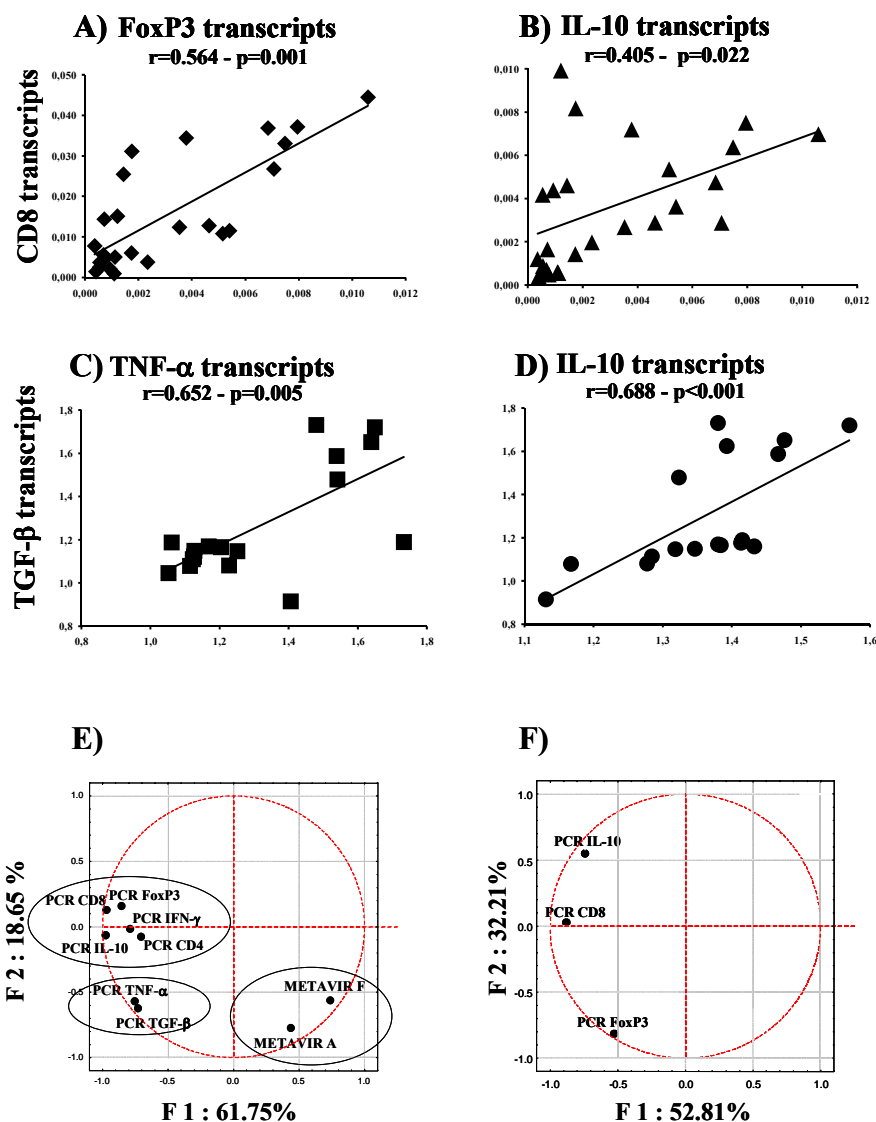 A) FoxP3 transcripts
r=0.564 - p=0.001
CD8 transcripts
0,050
0,040
0,030
0,020
0,010
0,000
0,000 0,002 0,004 0,006 0,008 0,010 0,012
B) IL-10 transcripts
r=0.405 - p=0.022
0,010
0,008
0,006
0,004
0,002
0,000
0,000 0,002 0,004 0,006 0,008 0,010 0,012
C) TNF-α transcripts
r=0.652 - p=0.005
TGF-β transcripts
1,8
1,6
1,4
1,2
1,0
0,8
0,8 1,0 1,2 1,4 1,6 1,8
D) IL-10 transcripts
r=0.688 - p<0.001
1,8
1,6
1,4
1,2
1,0
0,8
1,1 1,2 1,3 1,4 1,5 1,6
E)
F 2 : 18.65 %
1.0
0.5
0.0
-0.5
-1.0
PCR CD8
PCR FoxP3
PCR IFN-γ
PCR IL-10
PCR CD4
PCR TNF-α
PCR TGF-β
METAVIR F
METAVIR A
-1.0 -0.5 0.0 0.5 1.0
F 1 : 61.75%
F)
F 2 : 32.21%
1.0
0.5
0.0
-0.5
-1.0
PCR IL-10
PCR CD8
PCR FoxP3
-1.0 -0.5 0.0 0.5 1.0
F 1 : 52.81%